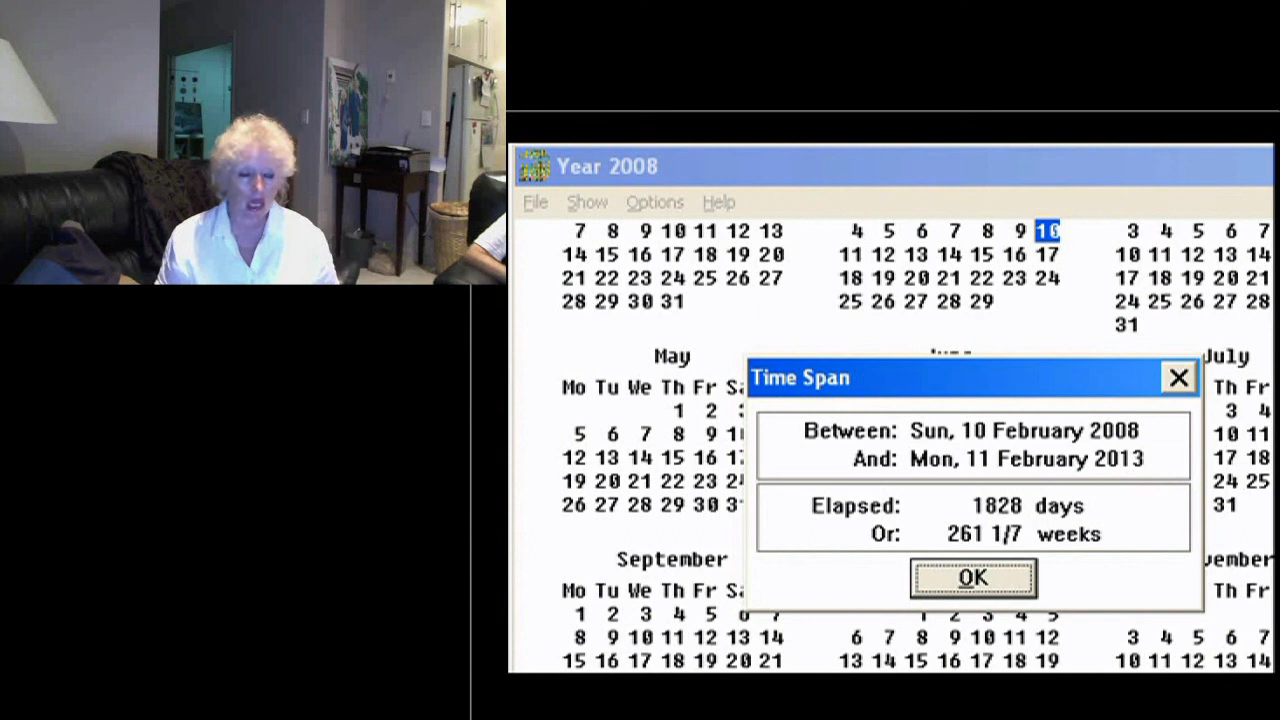 Year 2008
File Show Options Help
7 8 9 10 11 12 13 4 5 6 7 8 9 10 3 4 5 6 7
14 15 16 17 18 19 20 11 12 13 14 15 16 17 10 11 12 13 14
21 22 23 24 25 26 27 18 19 20 21 22 23 24 17 18 19 20 21
28 29 30 31 25 26 27 28 29 24 25 26 27 28
31
May July
Mo Tu We Th Fr Th Fr
1 2 3 4
5 6 7 8 9 10 11
12 13 14 15 16 17 18
19 20 21 22 23 24 25
26 27 28 29 30 31
Time Span
Between: Sun, 10 February 2008
And: Mon, 11 February 2013
Elapsed: 1828 days
Or: 261 1/7 weeks
OK
September
Mo Tu We Th Fr Th Fr
1 2 3 4 5 6 7 1 2 3 4 5
8 9 10 11 12 13 14 6 7 8 9 10 11 12 3 4 5 6 7
15 16 17 18 19 20 21 13 14 15 16 17 18 19 10 11 12 13 14